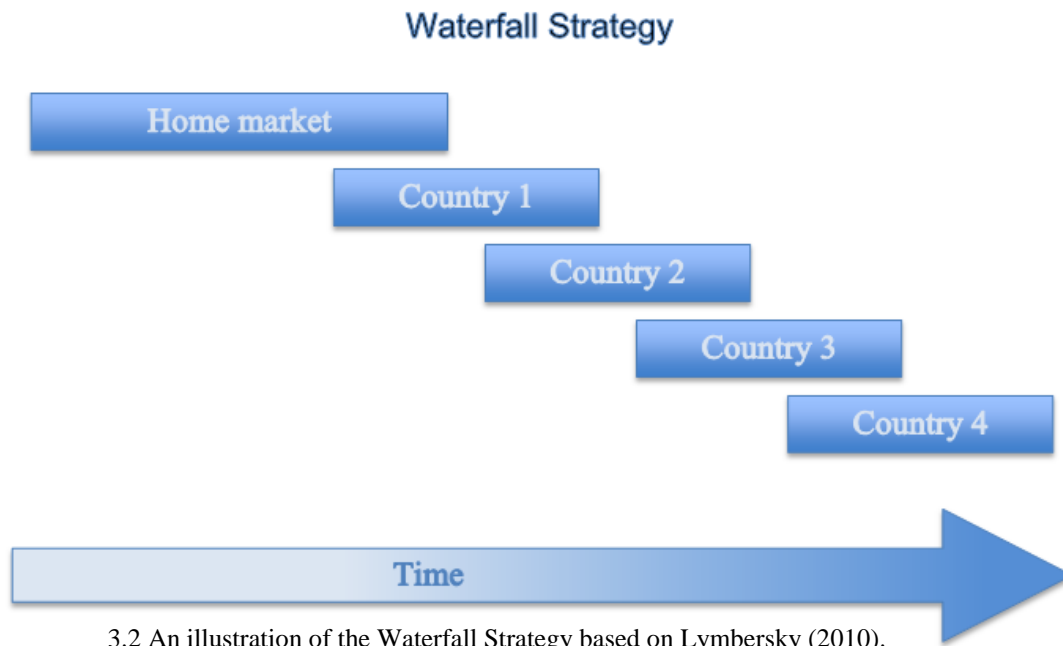 Waterfall Strategy
Home market
Country 1
Country 2
Country 3
Country 4
Time
3.2 An illustration of the Waterfall Strategy based on Lymbersky (2010).